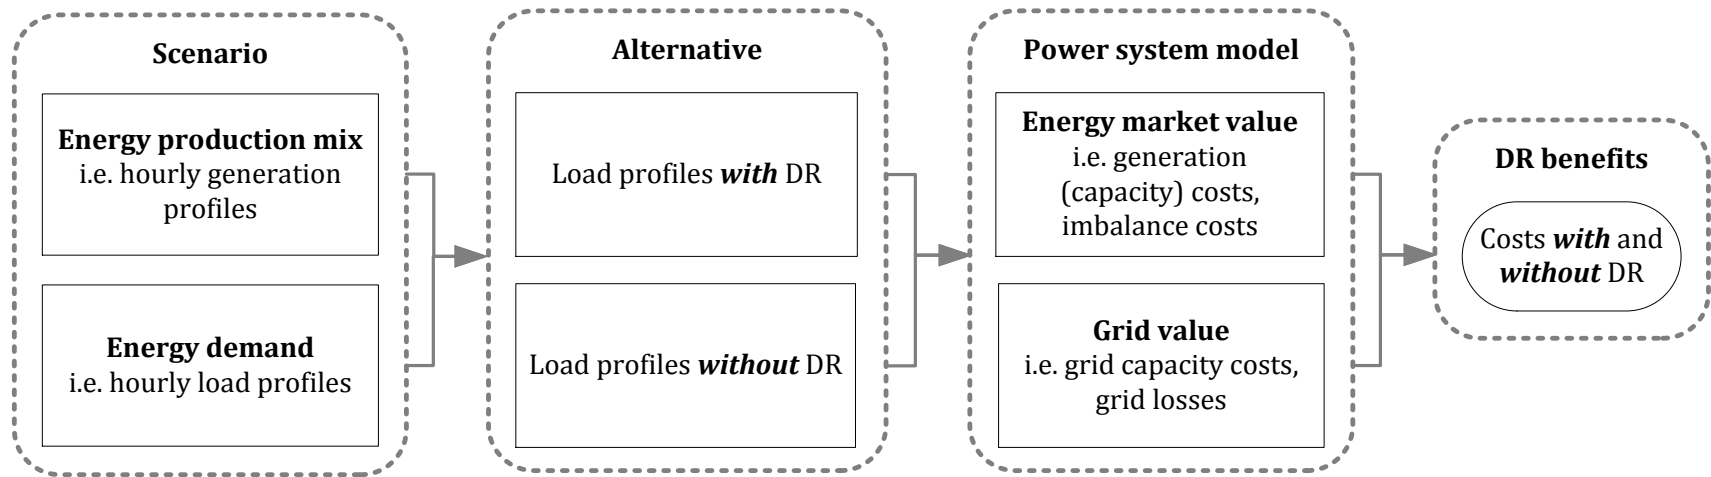 Scenario
Energy production mix
i.e. hourly generation
profiles
Energy demand
i.e. hourly load profiles
Alternative
Load profiles with DR
Load profiles without DR
Power system model
Energy market value
i.e. generation
(capacity) costs,
imbalance costs
Grid value
i.e. grid capacity costs,
grid losses
DR benefits
Costs with and
without DR